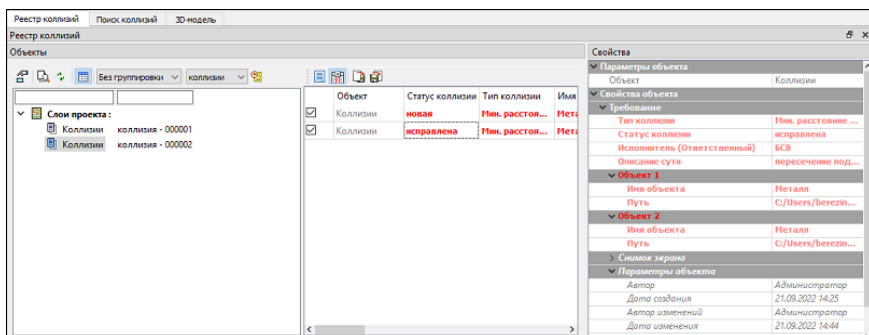 Реестр коллизий Поиск коллизий 3D-модель
Реестр коллизий
Объекты
Без группировки коллизии
Слои проекта :
Коллизии коллизия - 000001
Коллизии коллизия - 000002
Объект Статус коллизии Тип коллизии Имя
Коллизии новая Мин. расстоя... Мета
Коллизии исправлена Мин. расстоя... Мета
Свойства
Параметры объекта
Объект Коллизии
Свойства объекта
Требование
Тип коллизии Мин. расстояние ...
Статус коллизии исправлена
Исполнитель (Ответственный) БСВ
Описание сути пересечение под...
Объект 1
Имя объекта Металл
Путь C:/Users/berezin...
Объект 2
Имя объекта Металл
Путь C:/Users/berezin...
Снимок экрана
Параметры объекта
Автор Администратор
Дата создания 21.09.2022 14:25
Автор изменений Администратор
Дата изменения 21.09.2022 14:44